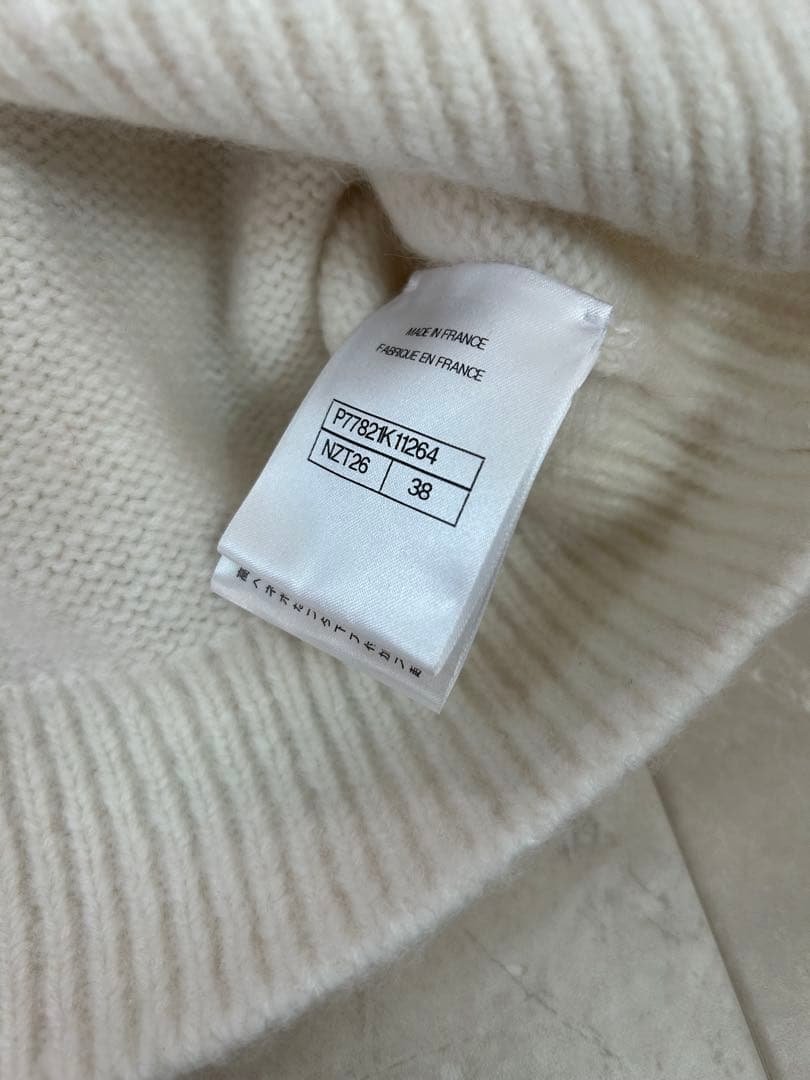 MADE IN FRANCE
FABRIQUE EN FRANCE
P77821K11264
NZT26
38